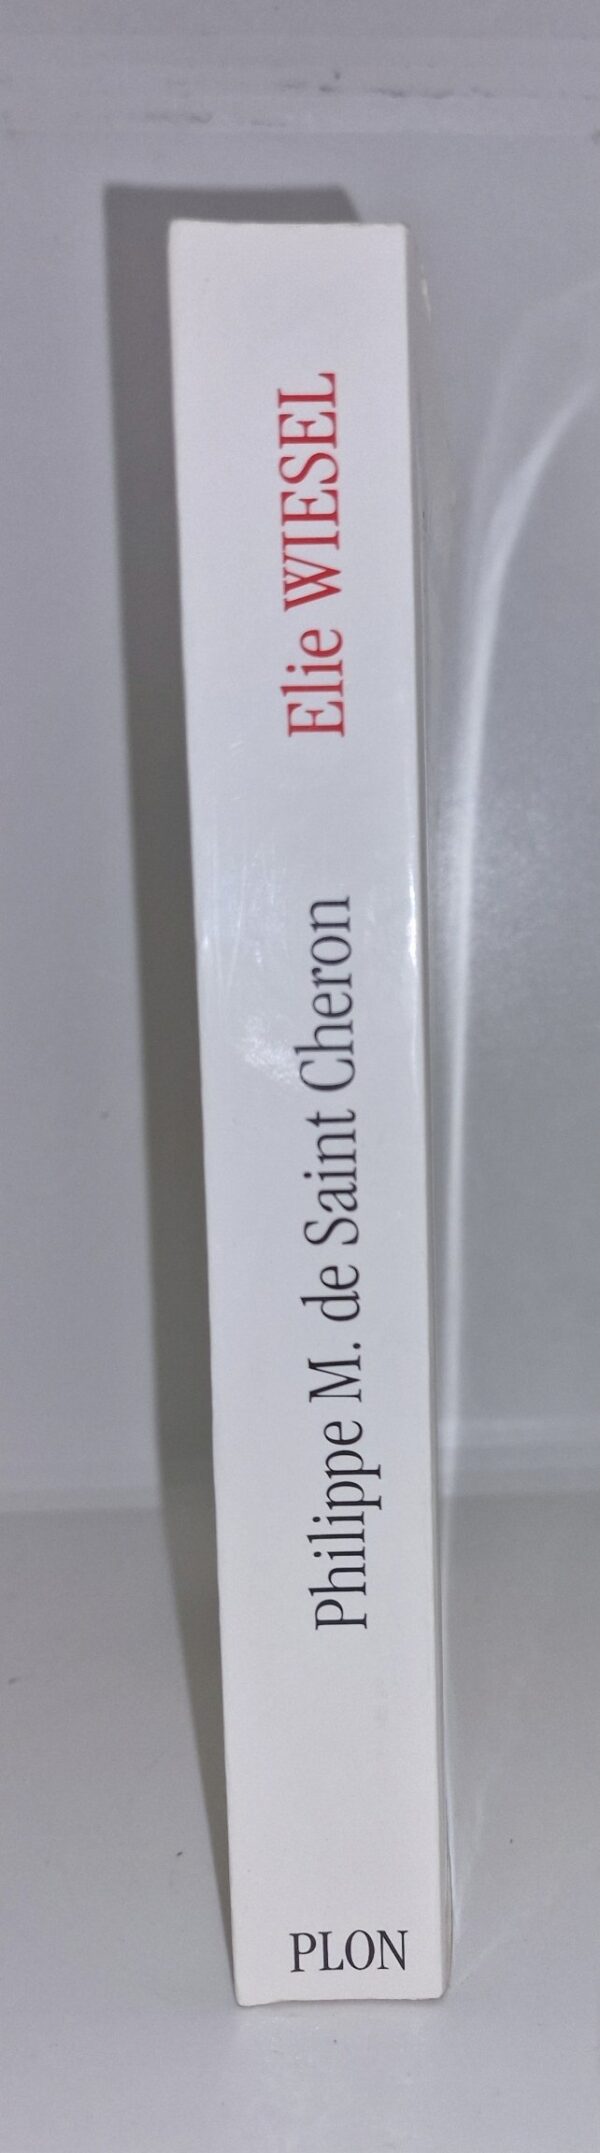 Philippe M. de Saint Cheron
Elie WIESEL
PLON